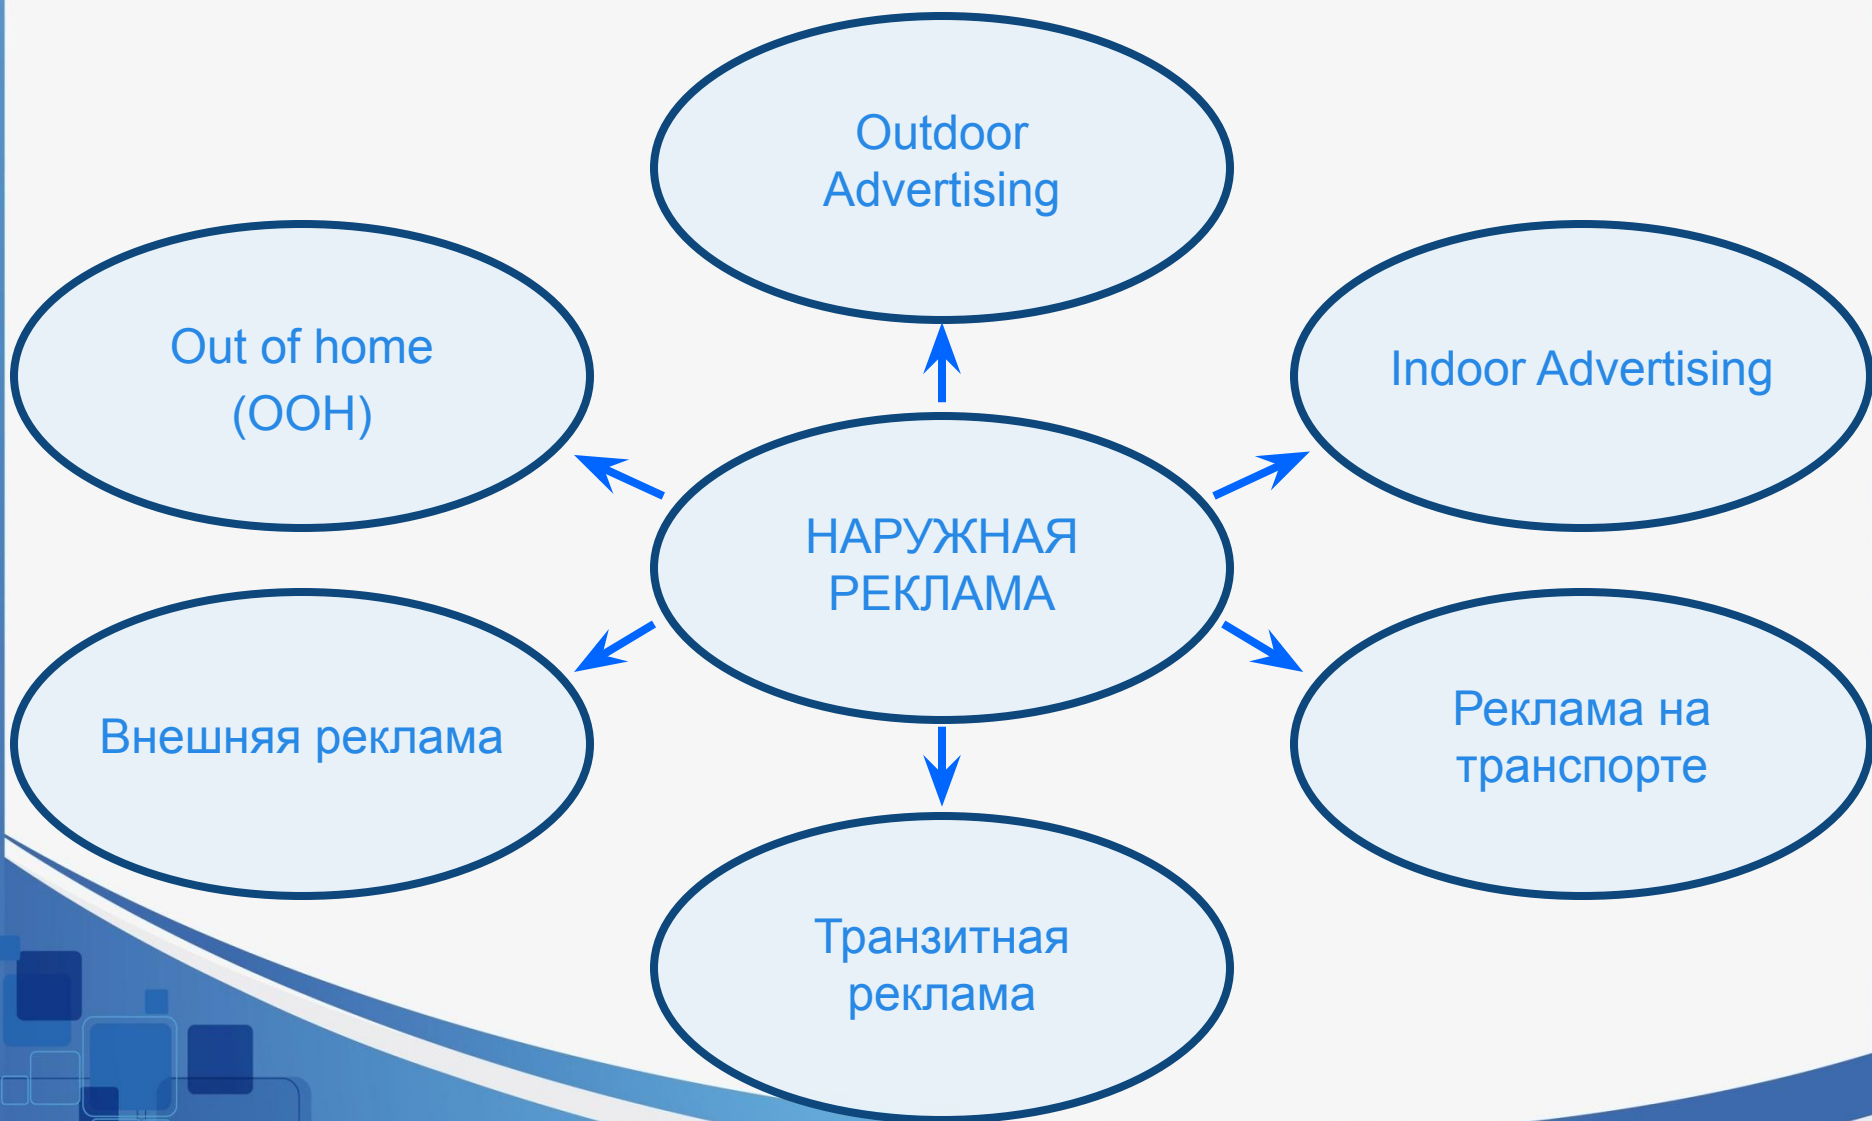 Outdoor
Advertising
Out of home
(OOH)
Indoor Advertising
НАРУЖНАЯ
РЕКЛАМА
Внешняя реклама
Реклама на
транспорте
Транзитная
реклама